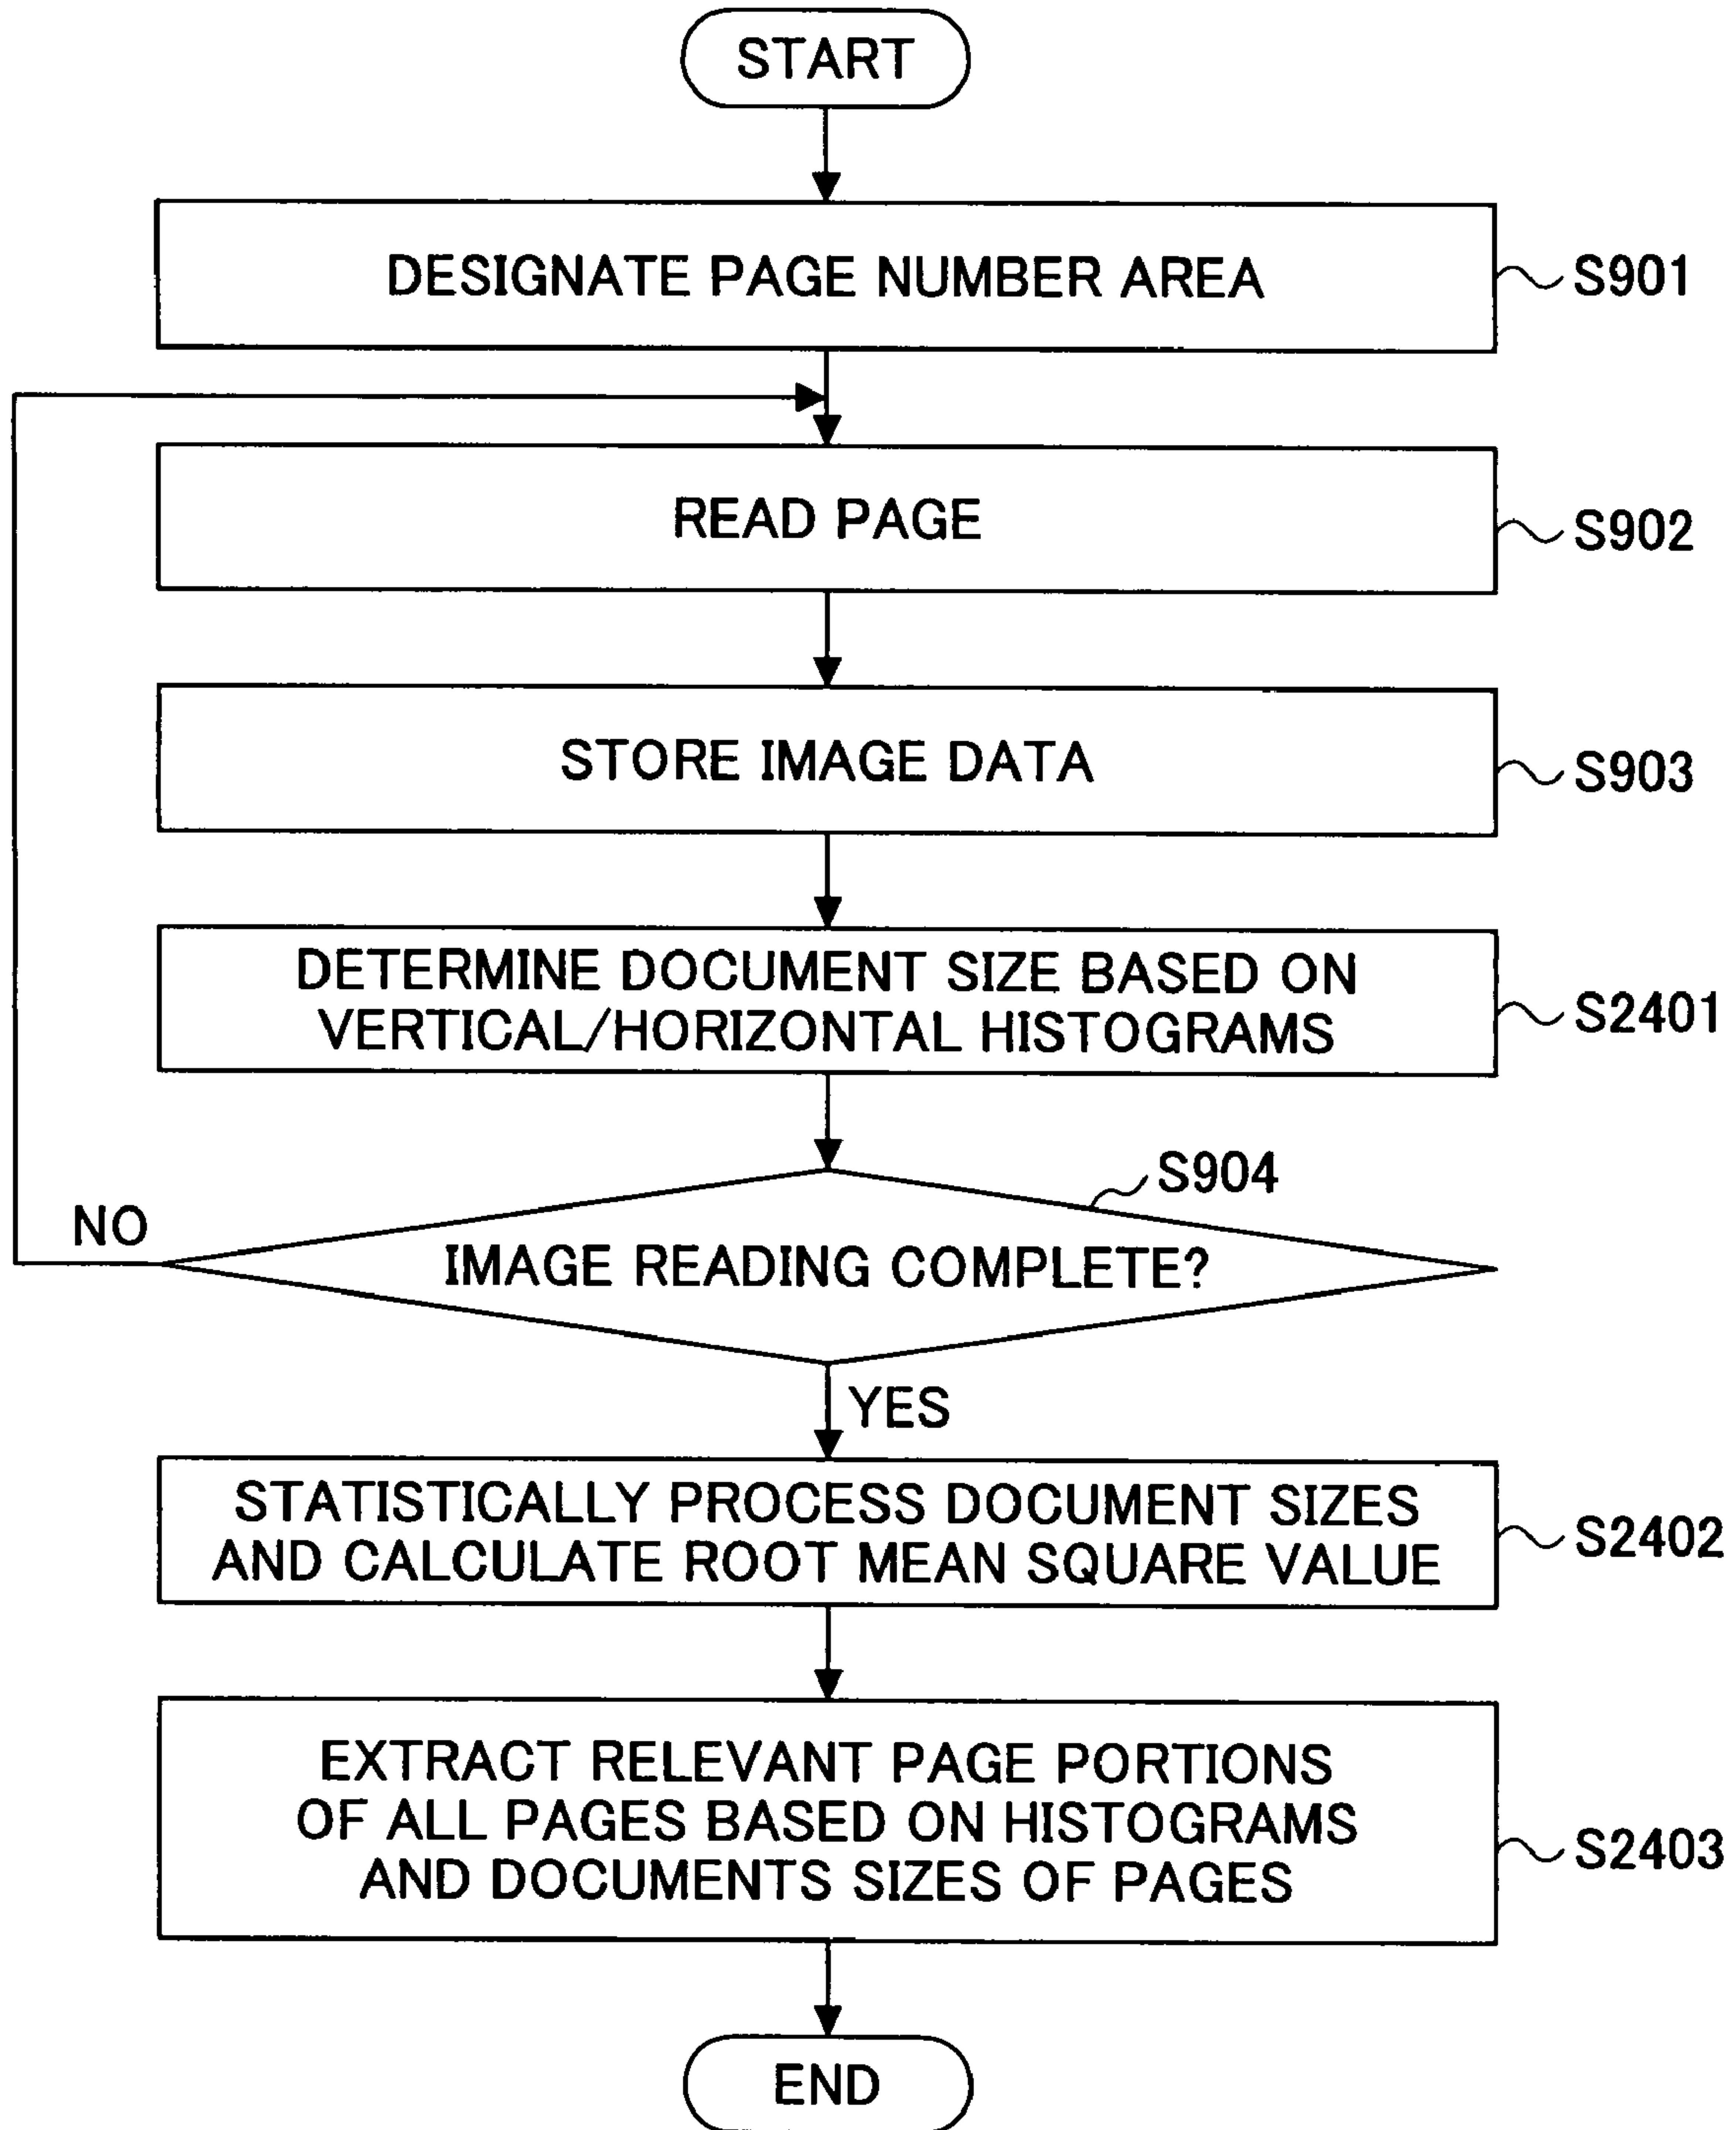 START
DESIGNATE PAGE NUMBER AREA
S901
READ PAGE
S902
STORE IMAGE DATA
S903
DETERMINE DOCUMENT SIZE BASED ON
VERTICAL/HORIZONTAL HISTOGRAMS
S2401
S904
NO
IMAGE READING COMPLETE?
YES
STATISTICALLY PROCESS DOCUMENT SIZES
AND CALCULATE ROOT MEAN SQUARE VALUE
S2402
EXTRACT RELEVANT PAGE PORTIONS
OF ALL PAGES BASED ON HISTOGRAMS
AND DOCUMENTS SIZES OF PAGES
S2403
END